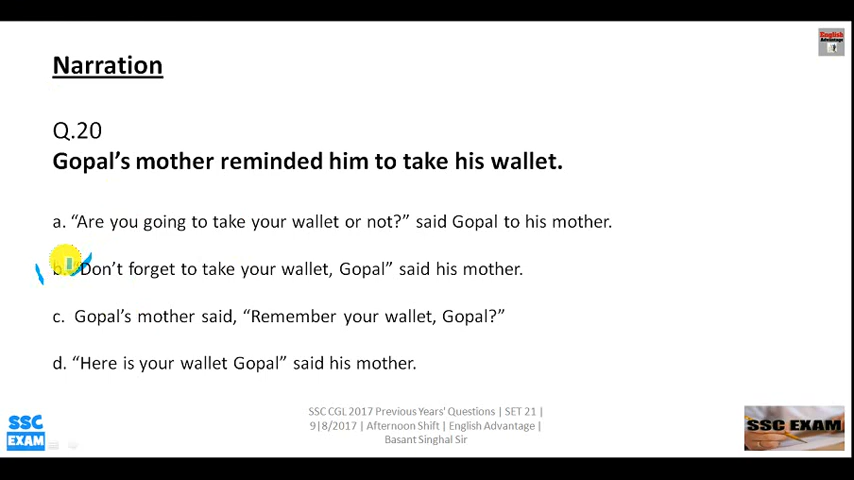 English
Advantage
Narration
Q.20
Gopal's mother reminded him to take his wallet.
a. “Are you going to take your wallet or not?” said Gopal to his mother.
b. “Don't forget to take your wallet, Gopal” said his mother.
c. Gopal's mother said, “Remember your wallet, Gopal?”
d. “Here is your wallet Gopal” said his mother.
SSC CGL 2017 Previous Years' Questions | SET 21 |
9|8/2017 | Afternoon Shift | English Advantage |
Basant Singhal Sir
SSC
EXAM
SSC EXAM